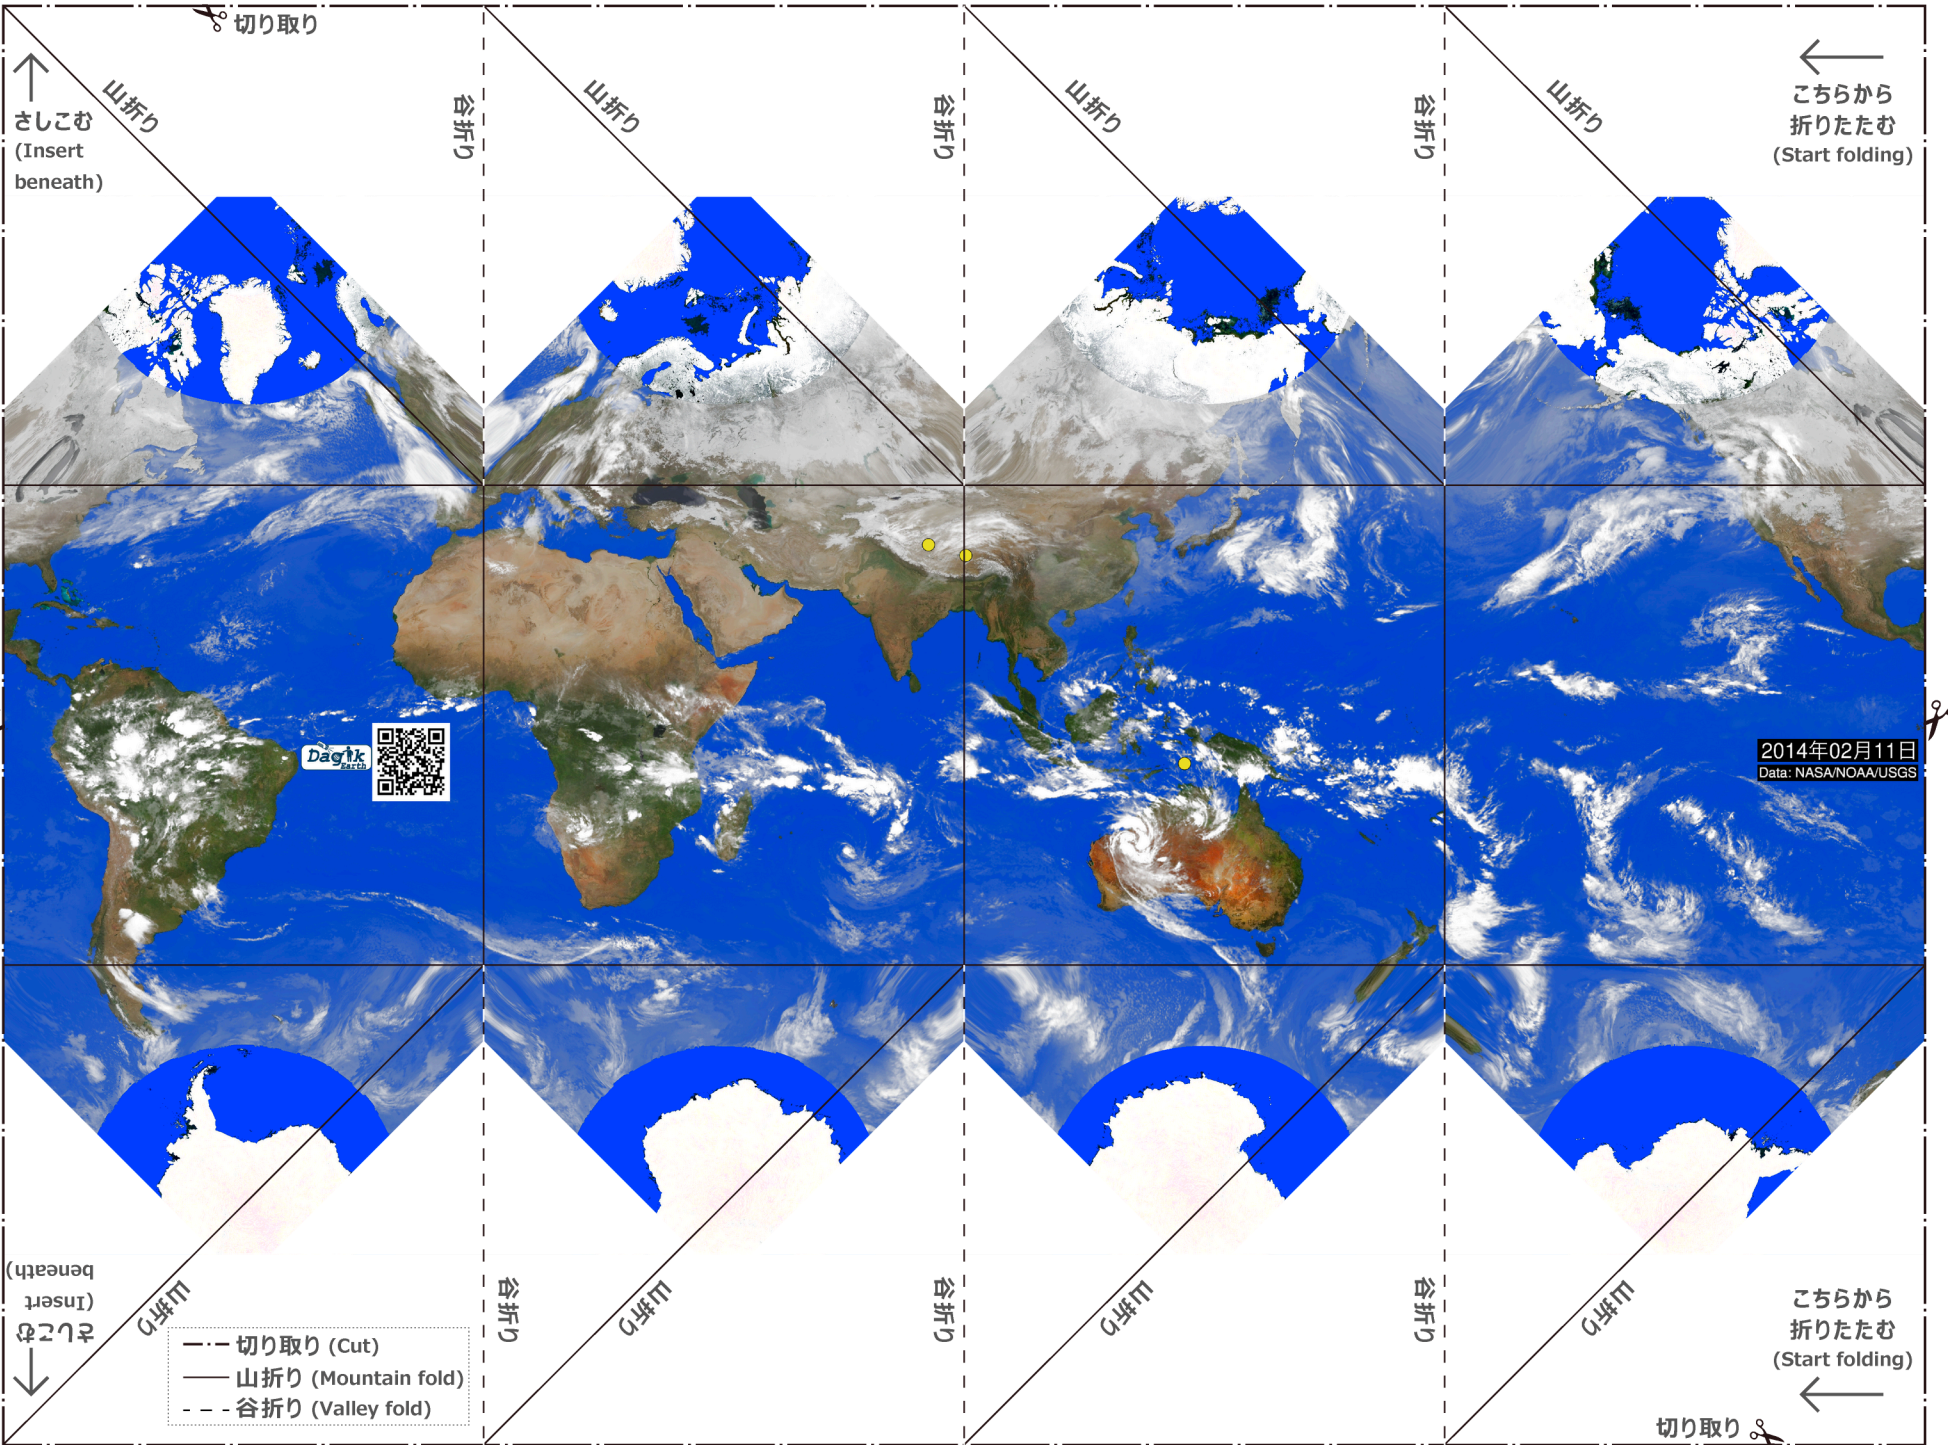 切り取り
山折り
谷折り
山折り
谷折り
山折り
谷折り
山折り
さしこむ
(Insert
beneath)
こちらから
折りたたむ
(Start folding)
Dagik
Earth
2014年02月11日
Data: NASA/NOAA/USGS
さしこむ
(Insert
beneath)
山折り
谷折り
山折り
谷折り
山折り
谷折り
山折り
こちらから
折りたたむ
(Start folding)
切り取り (Cut)
山折り (Mountain fold)
谷折り (Valley fold)
切り取り